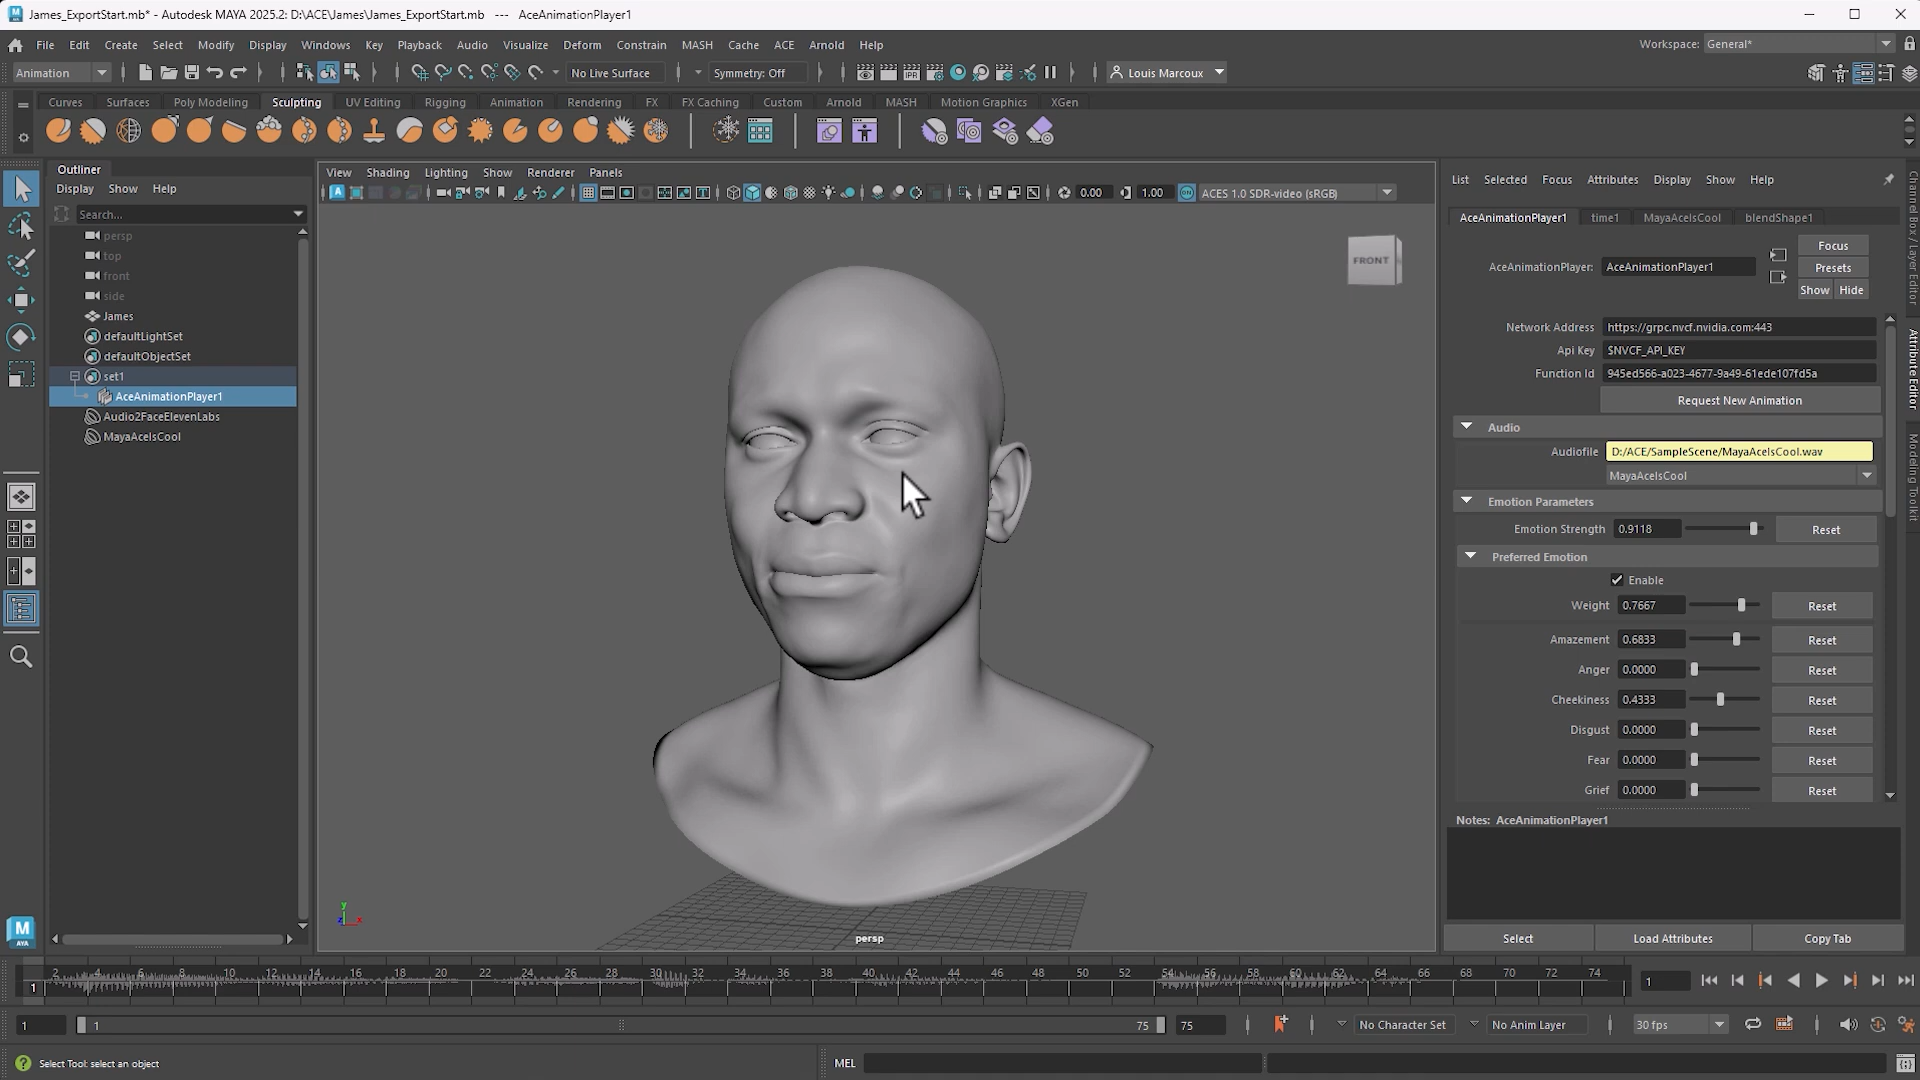 James_ExportStart.mb* - Autodesk MAYA 2025.2: D:\ACE\James\James_ExportStart.mb --- AceAnimationPlayer1
File Edit Create Select Modify Display Windows Key Playback Audio Visualize Deform Constrain MASH Cache ACE Arnold Help
Workspace: General*
Animation
No Live Surface
Symmetry: Off
IPR
Louis Marcoux
Curves Surfaces Poly Modeling Sculpting UV Editing Rigging Animation Rendering FX FX Caching Custom Arnold MASH Motion Graphics XGen
Outliner
Display Show Help
Search...
persp
top
front
side
James
defaultLightSet
defaultObjectSet
set1
AceAnimationPlayer1
Audio2FaceElevenLabs
MayaAceIsCool
View Shading Lighting Show Renderer Panels
0.00
1.00
ACES 1.0 SDR-video (sRGB)
FRONT
y
z x
persp
List Selected Focus Attributes Display Show Help
AceAnimationPlayer1 time1 MayaAceIsCool blendShape1
AceAnimationPlayer: AceAnimationPlayer1
Focus
Presets
Show Hide
Network Address https://grpc.nvcf.nvidia.com:443
Api Key $NVCF_API_KEY
Function Id 945ed566-a023-4677-9a49-61ede107fd5a
Request New Animation
Audio
Audiofile D:/ACE/SampleScene/MayaAceIsCool.wav
MayaAceIsCool
Emotion Parameters
Emotion Strength 0.9118 Reset
Preferred Emotion
Enable
Weight 0.7667 Reset
Amazement 0.6833 Reset
Anger 0.0000 Reset
Cheekiness 0.4333 Reset
Disgust 0.0000 Reset
Fear 0.0000 Reset
Grief 0.0000 Reset
Notes: AceAnimationPlayer1
Select Load Attributes Copy Tab
Channel Box / Layer Editor
Attribute Editor
Modeling Toolkit
M
AYA
2 4 6 8 10 12 14 16 18 20 22 24 26 28 30 32 34 36 38 40 42 44 46 48 50 52 54 56 58 60 62 64 66 68 70 72 74
1
1
1 1 75 75 No Character Set No Anim Layer 30 fps
Select Tool: select an object
MEL